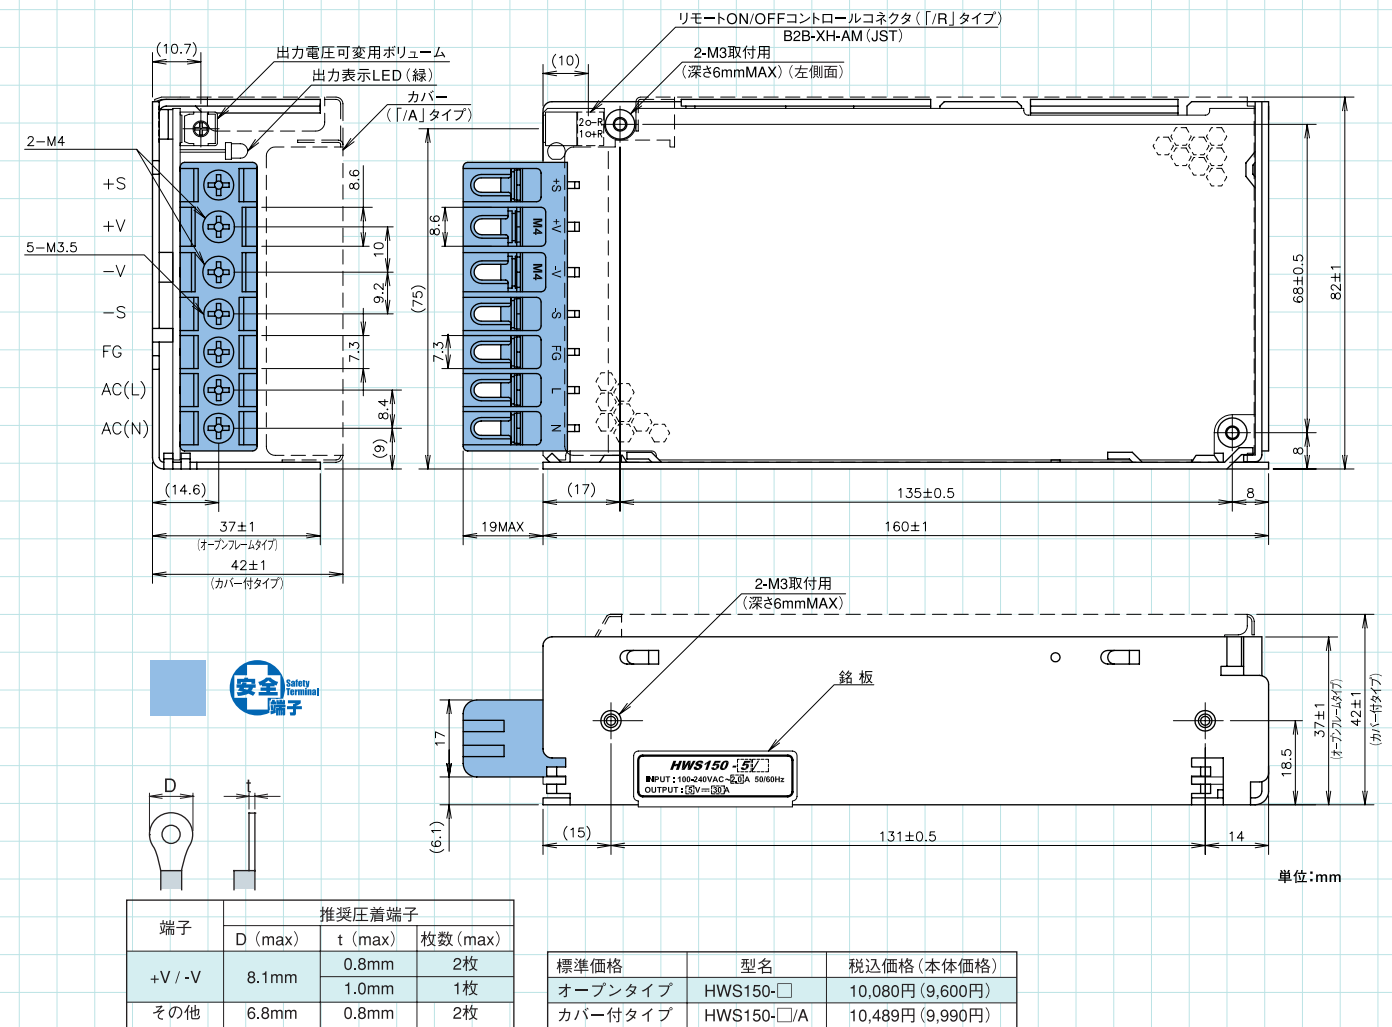 リモートON/OFFコントロールコネクタ(「/R」タイプ)
B2B-XH-AM(JST)
(10.7)
出力電圧可変用ボリューム
出力表示LED(緑)
カバー
(「/A」タイプ)
(10)
2-M3取付用
(深さ6mmMAX)(左側面)
2-M4
5-M3.5
+S
+V
-V
-S
FG
AC(L)
AC(N)
8.6
10
9.2
7.3
8.4
(9)
(14.6)
37±1
(オープンフレームタイプ)
42±1
(カバー付タイプ)
(75)
8.6
7.3
2○-R
1○+R
+S
+V
M4
-V
M4
-S
FG
L
N
19MAX
(17)
135±0.5
8
160±1
68±0.5
82±1
8
2-M3取付用
(深さ6mmMAX)
銘 板
安全
端子
Safety
Terminal
17
(6.1)
HWS150 - 5/
INPUT : 100-240VAC~2.0A 50/60Hz
OUTPUT : 5V⎓30A
(15)
131±0.5
14
18.5
37±1
(オープンフレームタイプ)
42±1
(カバー付タイプ)
単位:mm
D
t
端子 推奨圧着端子
D (max) t (max) 枚数(max)
+V / -V 8.1mm 0.8mm 2枚
1.0mm 1枚
その他 6.8mm 0.8mm 2枚
標準価格 型名 税込価格(本体価格)
オープンタイプ HWS150-□ 10,080円(9,600円)
カバー付タイプ HWS150-□/A 10,489円(9,990円)